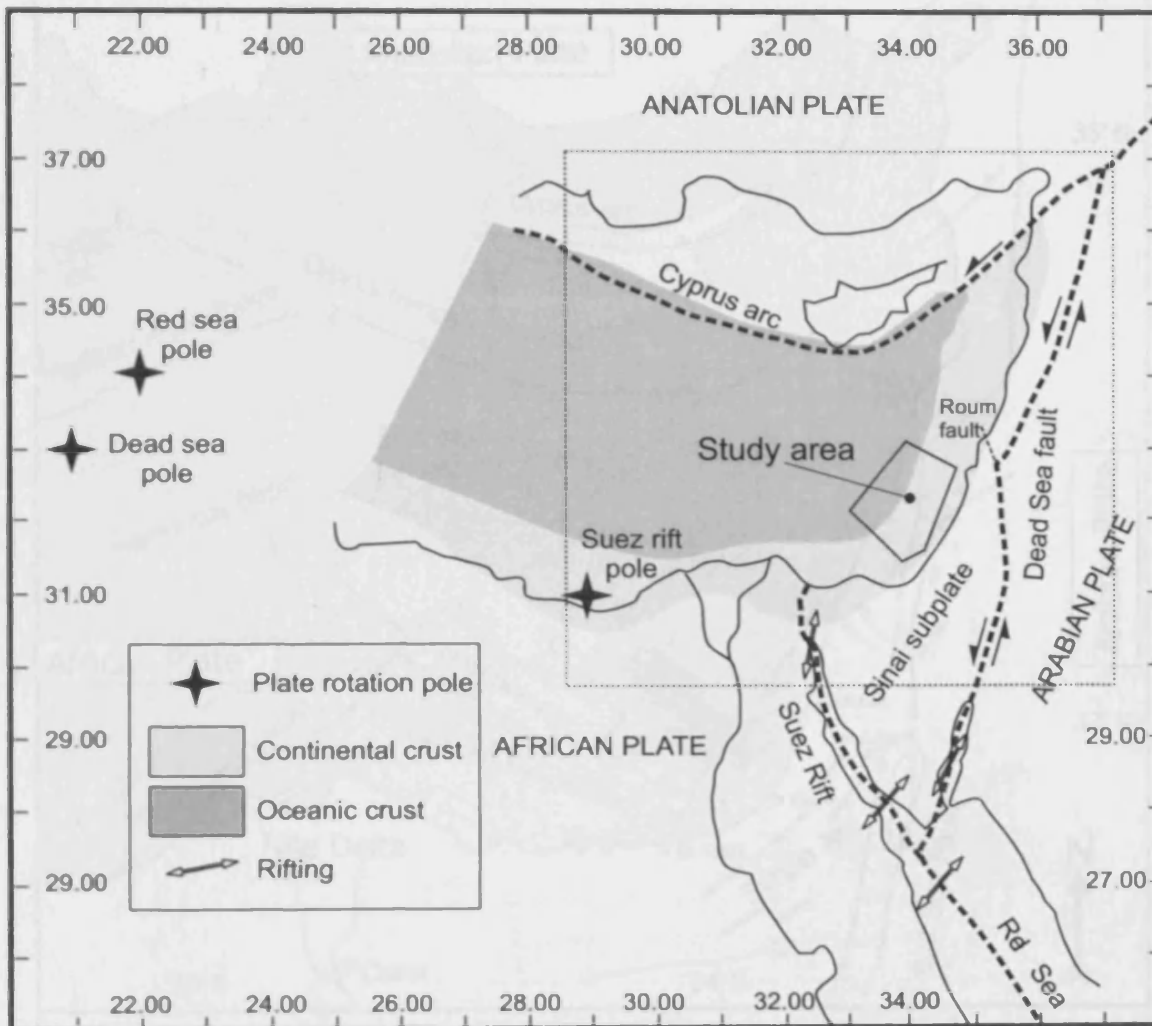 22.00 24.00 26.00 28.00 30.00 32.00 34.00 36.00
ANATOLIAN PLATE
37.00
35.00
Cyprus arc
Red sea
pole
Dead sea
pole
Roum
fault
Study area
Dead Sea fault
Suez rift
pole
31.00
Sinai subplate
ARABIAN PLATE
Plate rotation pole
Continental crust
Oceanic crust
Rifting
29.00
AFRICAN PLATE
Suez Rift
29.00
29.00
27.00
Rd Sea
22.00 24.00 26.00 28.00 30.00 32.00 34.00 36.00